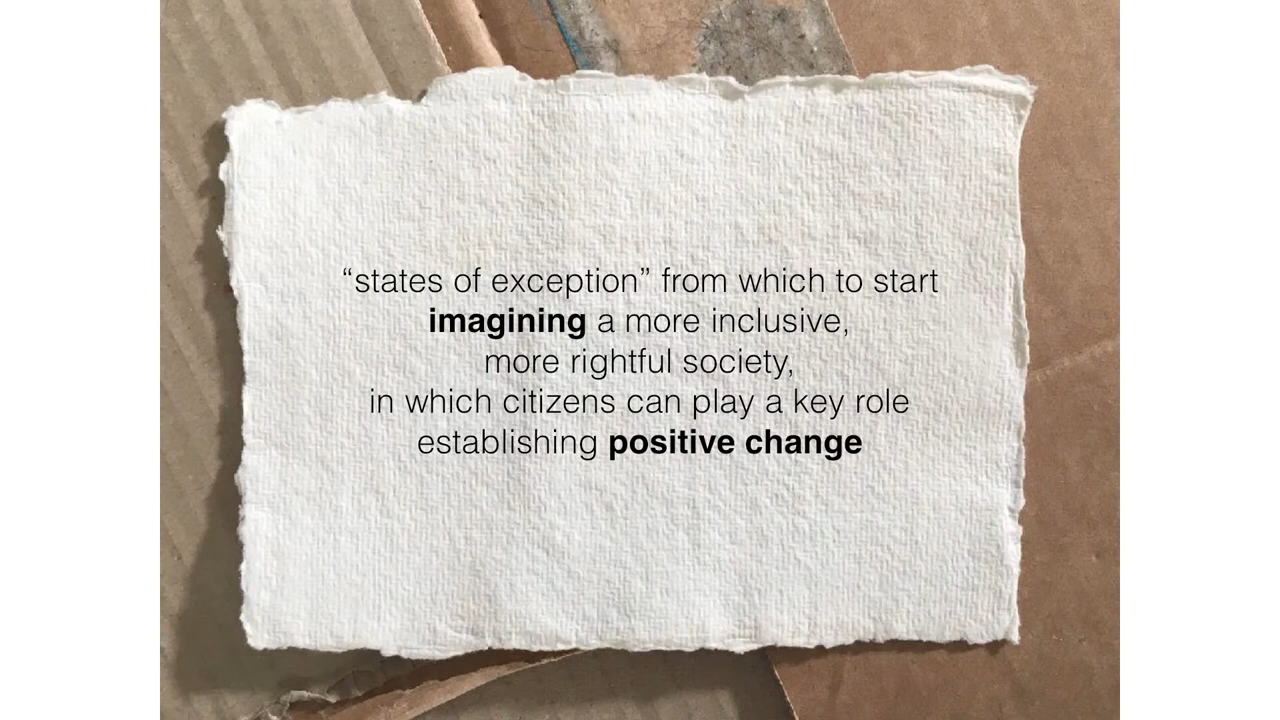 “states of exception” from which to start
imagining a more inclusive,
more rightful society,
in which citizens can play a key role
establishing positive change